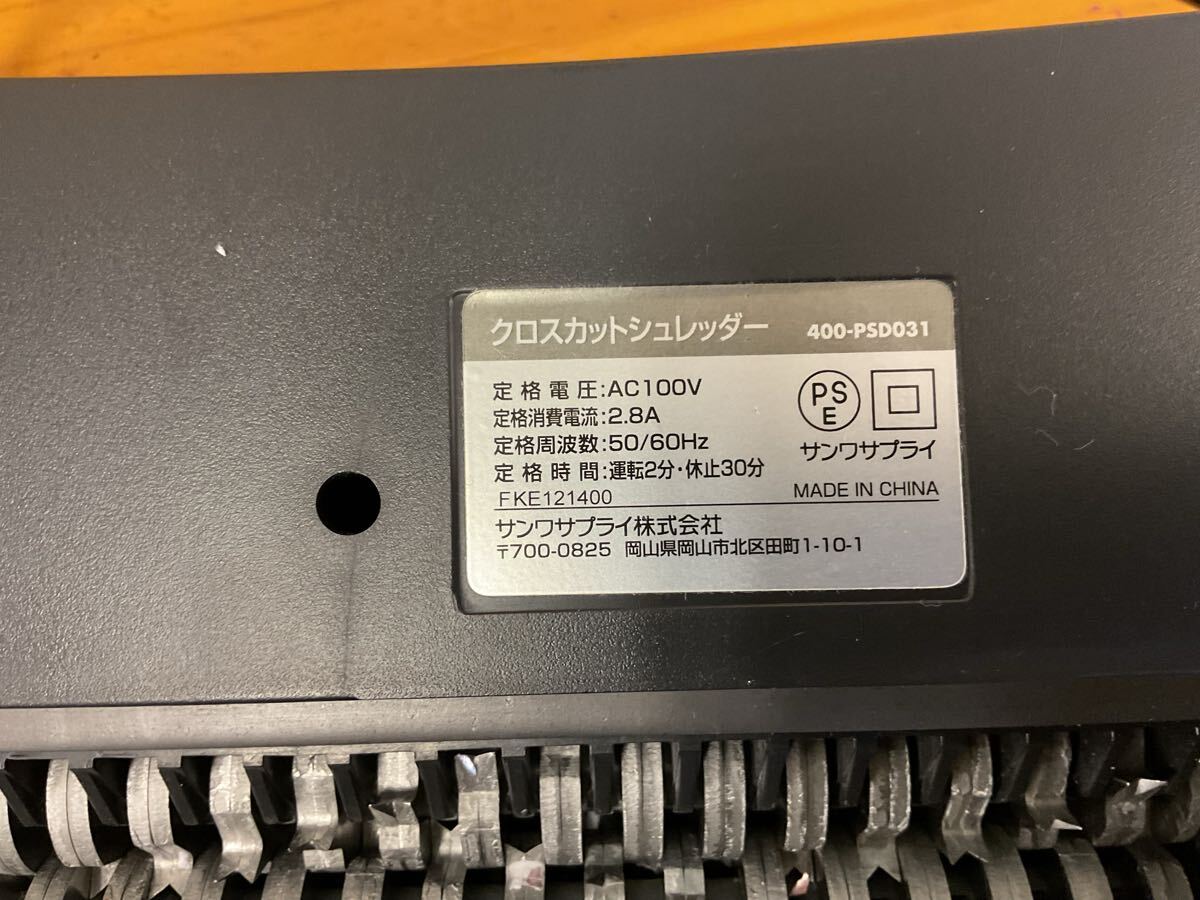 クロスカットシュレッダー 400-PSD031
定格電圧:AC100V
定格消費電流:2.8A
定格周波数:50/60Hz
定格時間:運転2分・休止30分
PS
E
サンワサプライ
FKE121400
MADE IN CHINA
サンワサプライ株式会社
〒700-0825 岡山県岡山市北区田町1-10-1